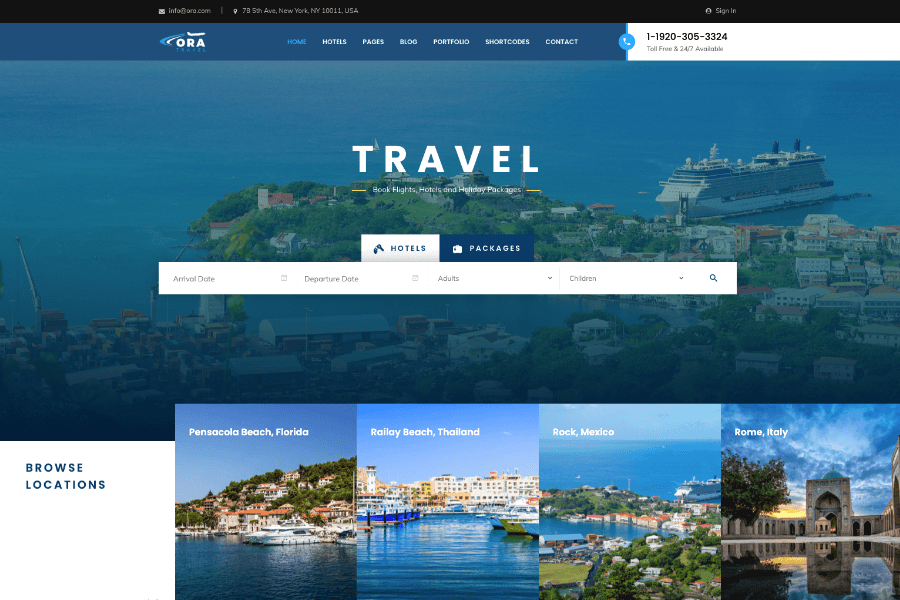 info@ora.com
78 5th Ave, New York, NY 10011, USA
Sign In
ORA
TRAVEL
HOME
HOTELS
PAGES
BLOG
PORTFOLIO
SHORTCODES
CONTACT
1-1920-305-3324
Toll Free & 24/7 Available
TRAVEL
Book Flights, Hotels and Holiday Packages
HOTELS
PACKAGES
Arrival Date
Departure Date
Adults
Children
BROWSE
LOCATIONS
Pensacola Beach, Florida
Railay Beach, Thailand
Rock, Mexico
Rome, Italy